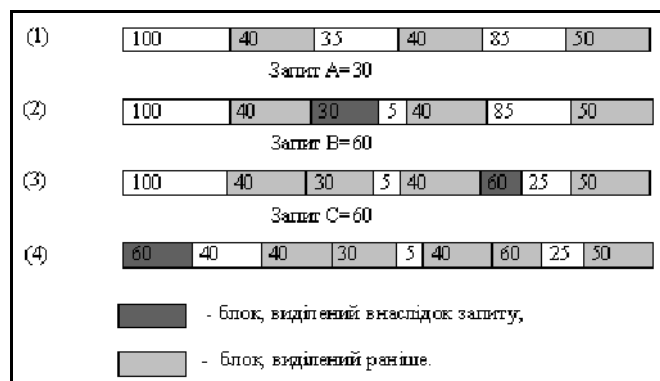 (1) 100 40 35 40 85 50
Запит А=30
(2) 100 40 30 5 40 85 50
Запит В=60
(3) 100 40 30 5 40 60 25 50
Запит С=60
(4) 60 40 40 30 5 40 60 25 50
- блок, виділений внаслідок запиту;
- блок, виділений раніше.